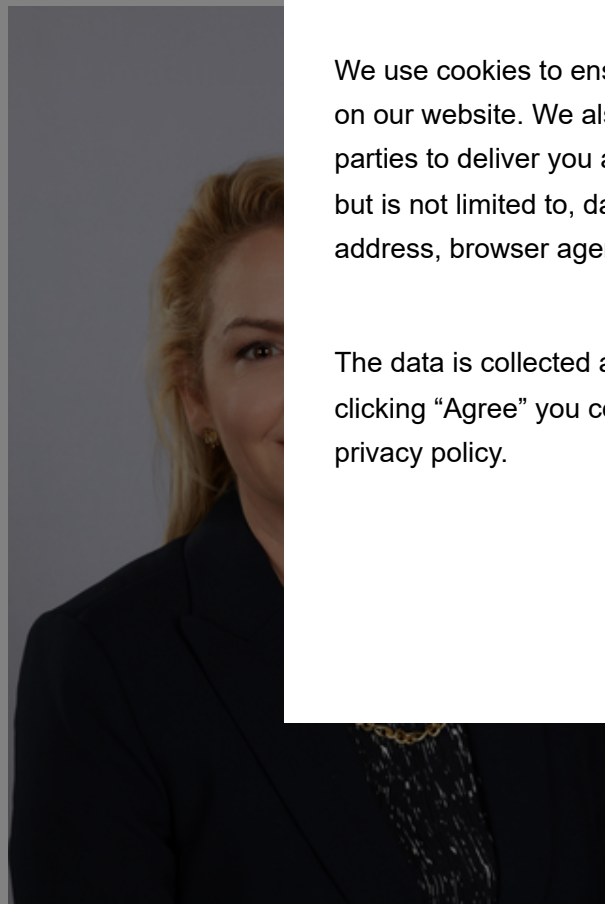 We use cookies to ens
on our website. We als
parties to deliver you a
but is not limited to, da
address, browser age
The data is collected a
clicking “Agree” you co
privacy policy.